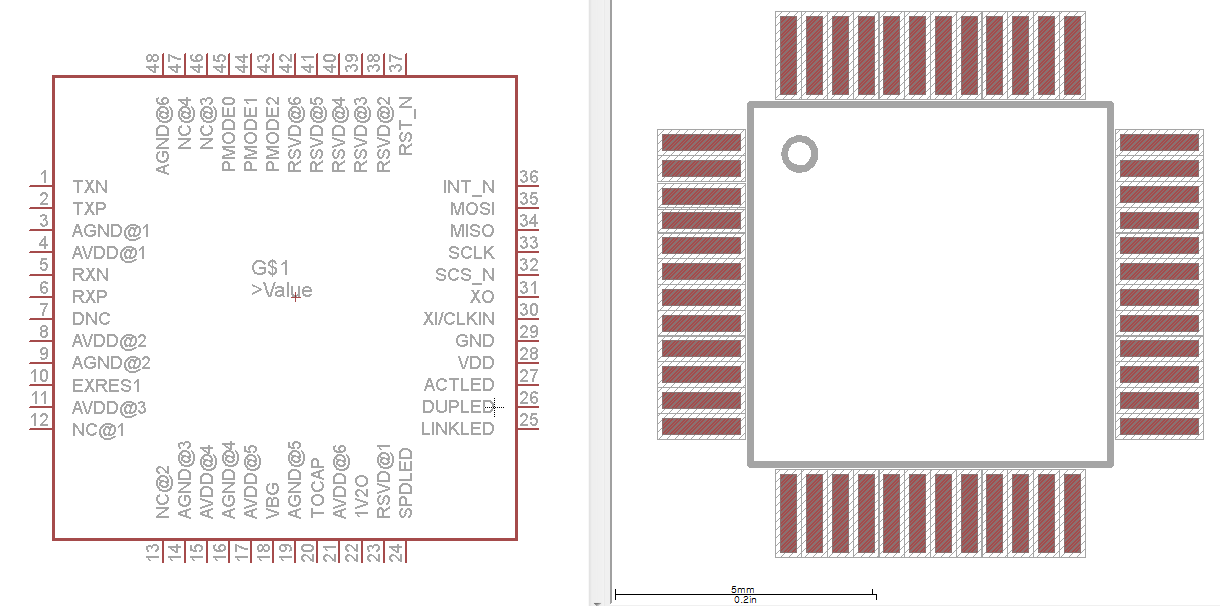 48 47 46 45 44 43 42 41 40 39 38 37
AGND@6 NC@4 NC@3 PMODE0 PMODE1 PMODE2 RSVD@6 RSVD@5 RSVD@4 RSVD@3 RSVD@2 RST_N
1 TXN INT_N 36
2 TXP MOSI 35
3 AGND@1 MISO 34
4 AVDD@1 SCLK 33
5 RXN SCS_N 32
6 RXP XO 31
7 DNC XI/CLKIN 30
8 AVDD@2 GND 29
9 AGND@2 VDD 28
10 EXRES1 ACTLED 27
11 AVDD@3 DUPLED 26
12 NC@1 LINKLED 25
G$1
>Value
NC@2 AGND@3 AVDD@4 AGND@4 AVDD@5 VBG AGND@5 TOCAP AVDD@6 1V2O RSVD@1 SPDLED
13 14 15 16 17 18 19 20 21 22 23 24
5mm
0.2in